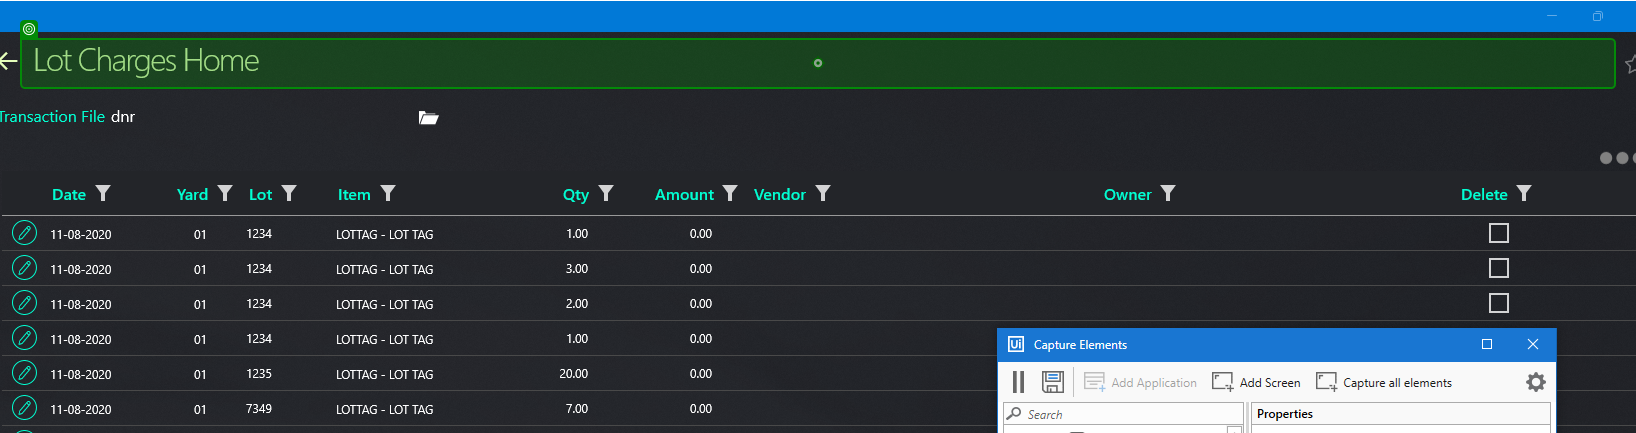 Lot Charges Home
Transaction File dnr
Date Yard Lot Item Qty Amount Vendor Owner Delete
11-08-2020 01 1234 LOTTAG - LOT TAG 1.00 0.00
11-08-2020 01 1234 LOTTAG - LOT TAG 3.00 0.00
11-08-2020 01 1234 LOTTAG - LOT TAG 2.00 0.00
11-08-2020 01 1234 LOTTAG - LOT TAG 1.00 0.00
11-08-2020 01 1235 LOTTAG - LOT TAG 20.00 0.00
11-08-2020 01 7349 LOTTAG - LOT TAG 7.00 0.00
Ui Capture Elements
Add Application Add Screen Capture all elements
Search Properties